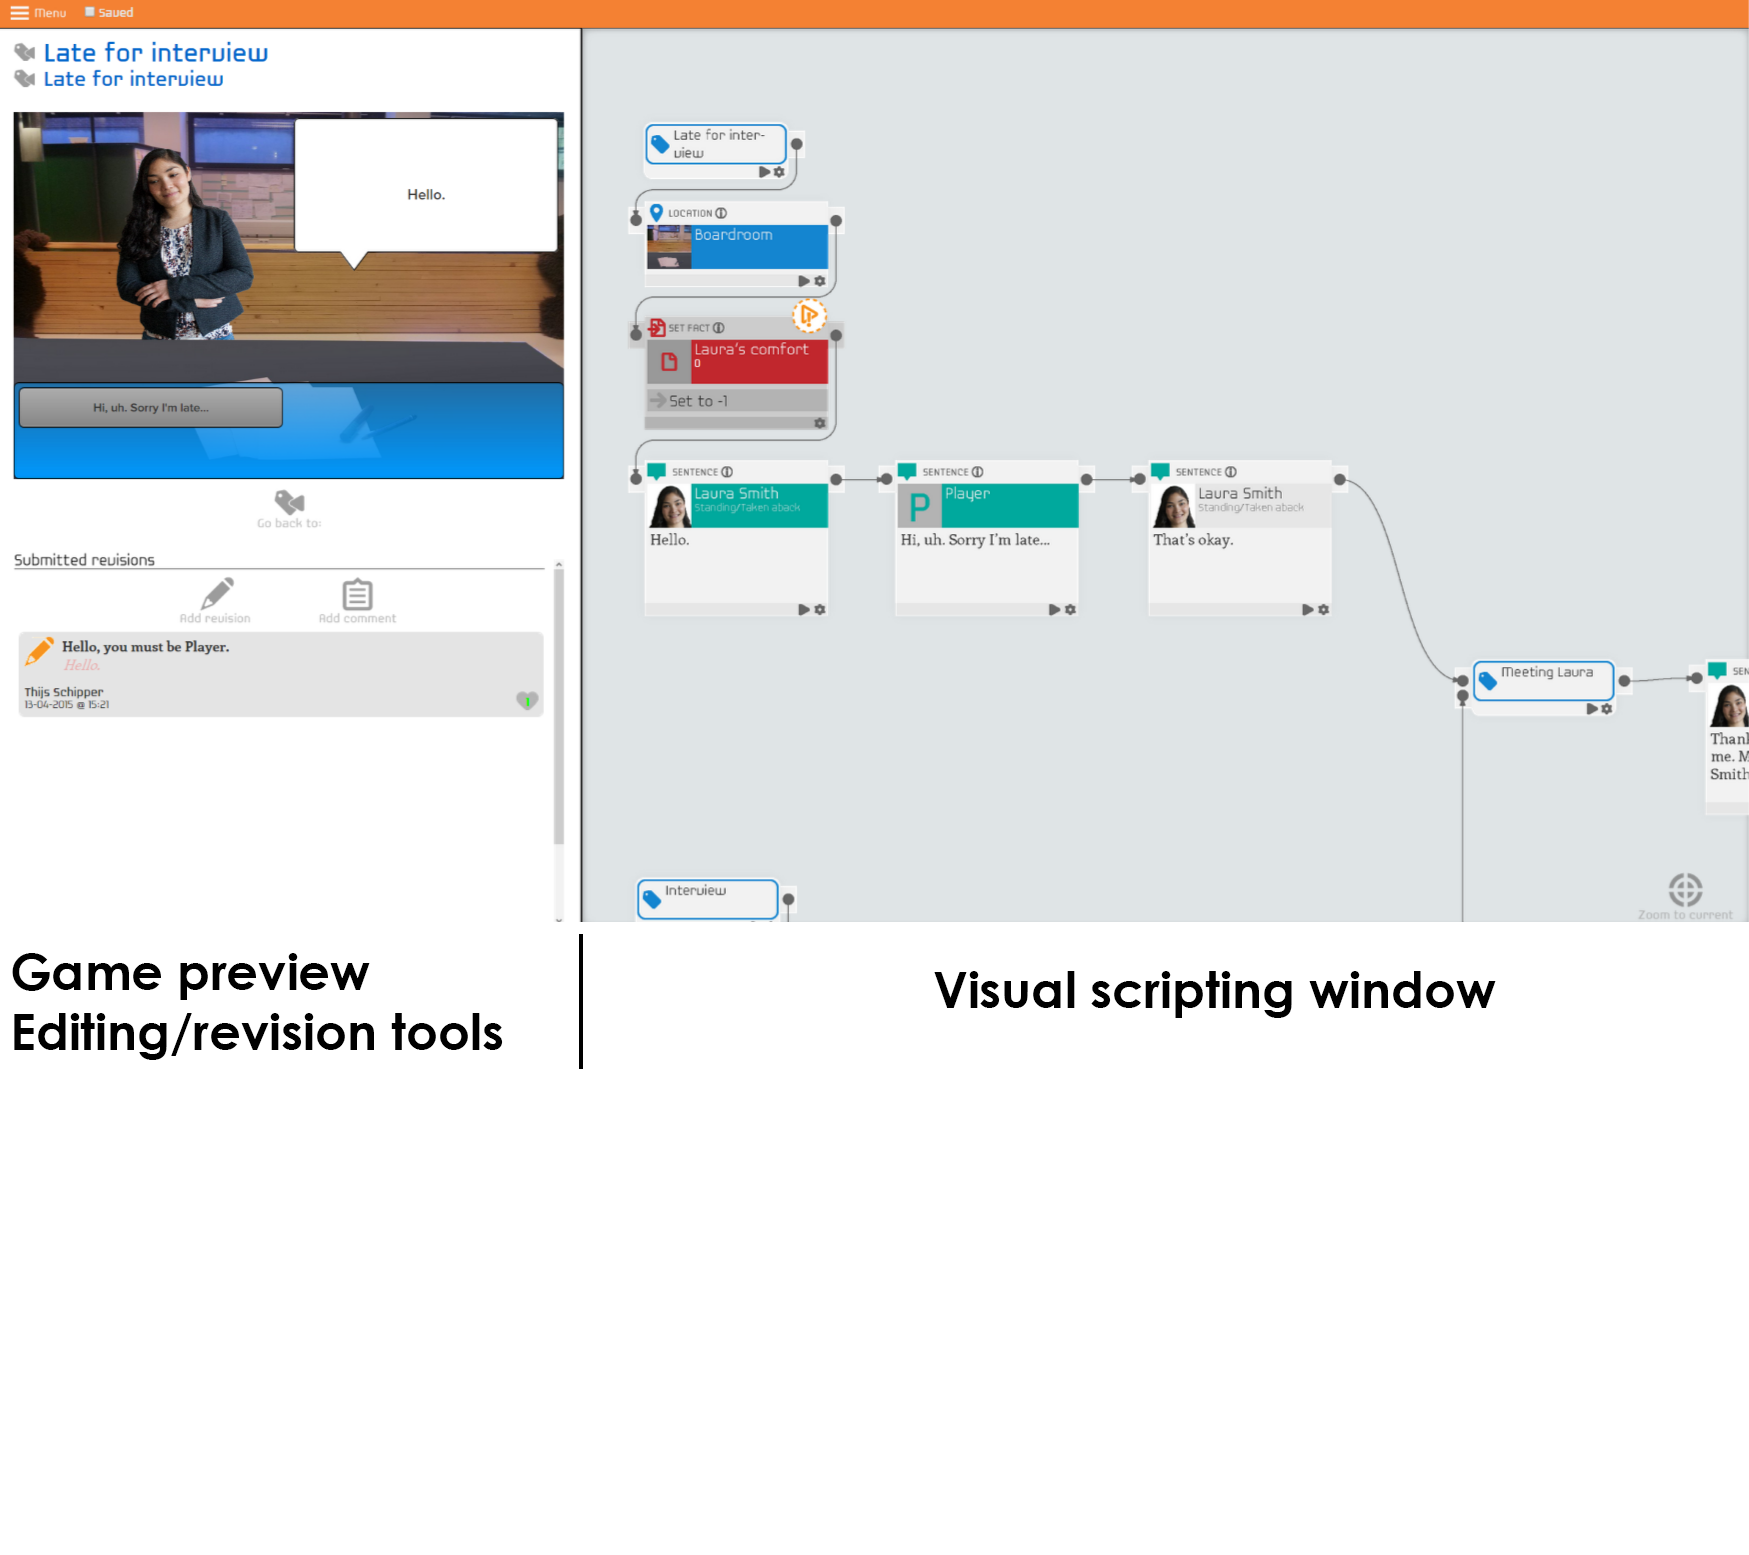 Menu Saved
Late for interview
Late for interview
Hello.
Hi, uh. Sorry I'm late...
Go back to:
Submitted revisions
Add revision Add comment
Hello, you must be Player.
Hello.
Thijs Schipper
13-04-2015 @ 15:21
1
Late for inter-
view
LOCATION
Boardroom
SET FACT
Laura's comfort
0
Set to -1
SENTENCE
Laura Smith
Standing/Taken aback
Hello.
SENTENCE
P
Player
Hi, uh. Sorry I'm late...
SENTENCE
Laura Smith
Standing/Taken aback
That's okay.
Meeting Laura
me. M
Smith
Interview
Zoom to current
Game preview
Editing/revision tools
Visual scripting window